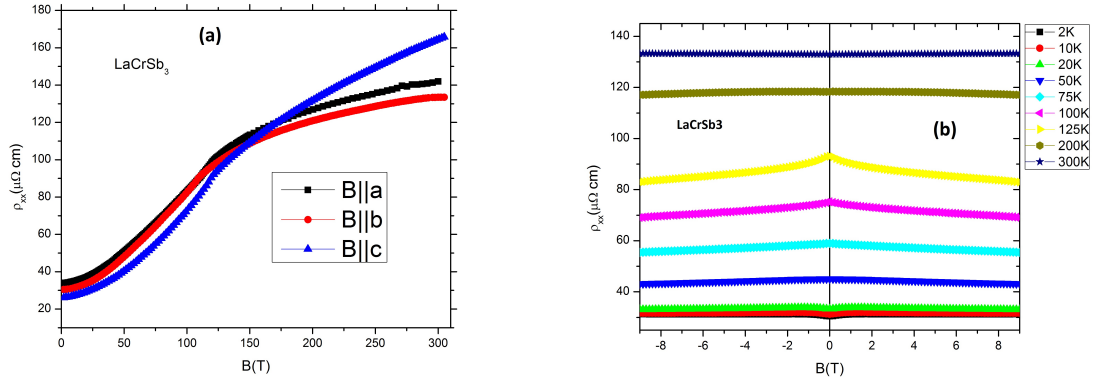 (a)
LaCrSb3
180
160
140
120
100
80
60
40
20
ρxx(μΩ cm)
B||a
B||b
B||c
0 50 100 150 200 250 300
B(T)
(b)
LaCrSb3
140
120
100
80
60
40
ρxx(μΩ cm)
-8 -6 -4 -2 0 2 4 6 8
B(T)
2K
10K
20K
50K
75K
100K
125K
200K
300K